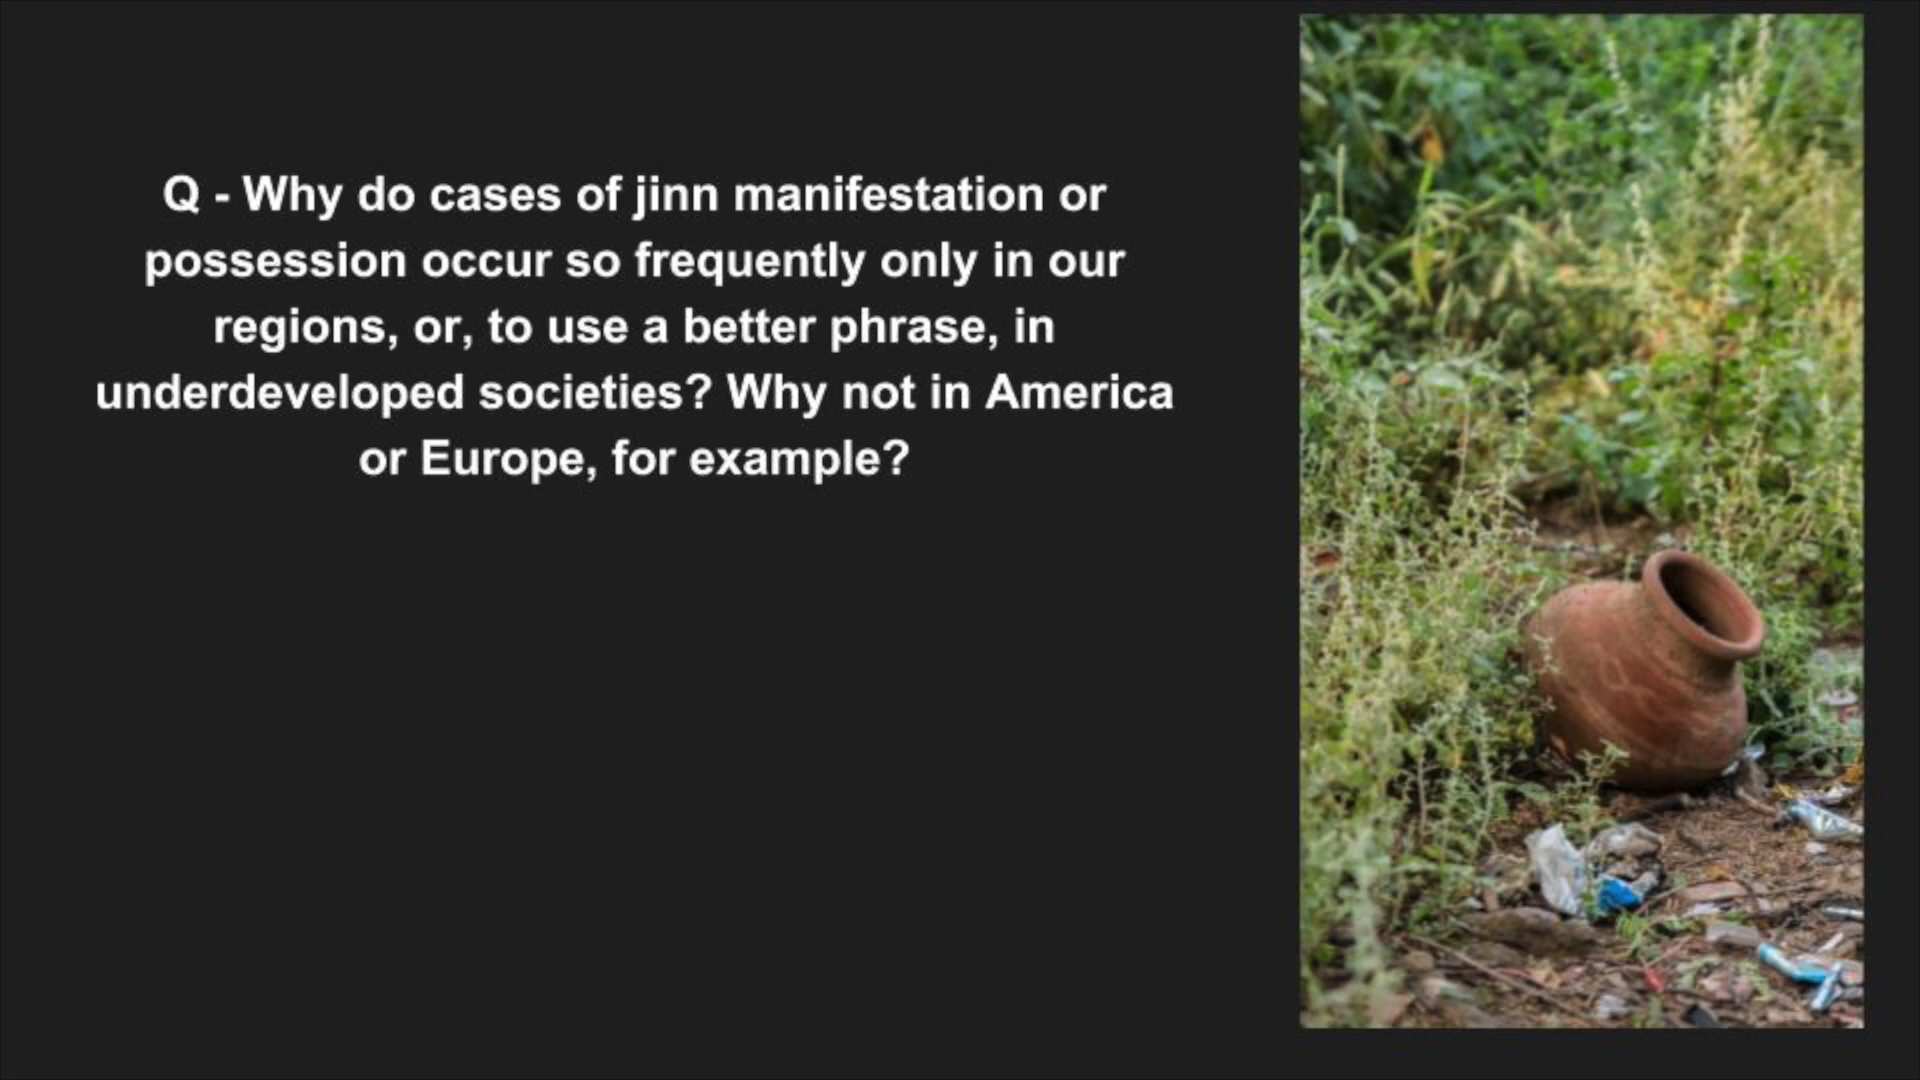 Q - Why do cases of jinn manifestation or
possession occur so frequently only in our
regions, or, to use a better phrase, in
underdeveloped societies? Why not in America
or Europe, for example?